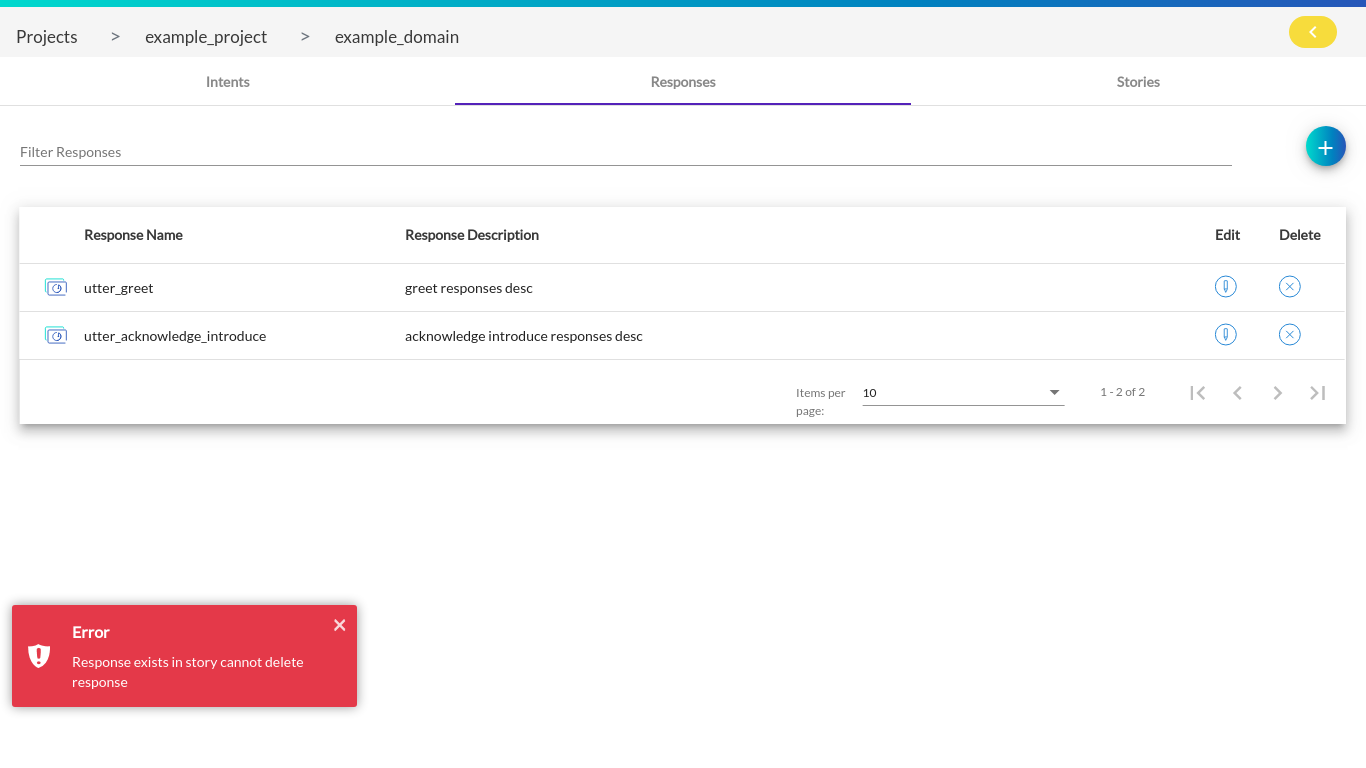 Projects > example_project > example_domain
Intents Responses Stories
Filter Responses
+
Response Name Response Description Edit Delete
utter_greet greet responses desc
utter_acknowledge_introduce acknowledge introduce responses desc
Items per page: 10 1 - 2 of 2
Error
Response exists in story cannot delete
response